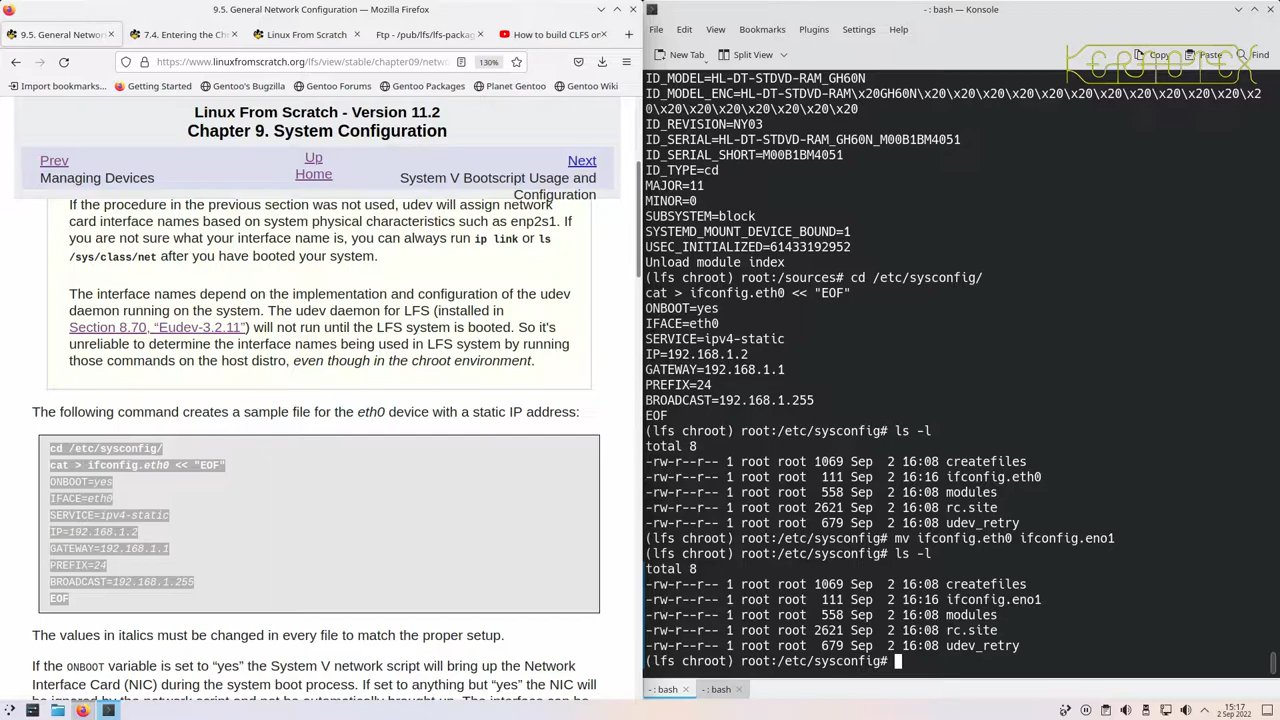 9.5. General Network Configuration — Mozilla Firefox
9.5. General Network
7.4. Entering the Chr
Linux From Scratch
Ftp - /pub/lfs/lfs-packag
How to build CLFS on
https://www.linuxfromscratch.org/lfs/view/stable/chapter09/netwo
130%
Import bookmarks...
Getting Started
Gentoo's Bugzilla
Gentoo Forums
Gentoo Packages
Planet Gentoo
Gentoo Wiki
Linux From Scratch - Version 11.2
Chapter 9. System Configuration
Prev
Up
Next
Managing Devices
Home
System V Bootscript Usage and
Configuration
If the procedure in the previous section was not used, udev will assign network
card interface names based on system physical characteristics such as enp2s1. If
you are not sure what your interface name is, you can always run ip link or ls
/sys/class/net after you have booted your system.
The interface names depend on the implementation and configuration of the udev
daemon running on the system. The udev daemon for LFS (installed in
Section 8.70, “Eudev-3.2.11”) will not run until the LFS system is booted. So it's
unreliable to determine the interface names being used in LFS system by running
those commands on the host distro, even though in the chroot environment.
The following command creates a sample file for the eth0 device with a static IP address:
cd /etc/sysconfig/
cat > ifconfig.eth0 << "EOF"
ONBOOT=yes
IFACE=eth0
SERVICE=ipv4-static
IP=192.168.1.2
GATEWAY=192.168.1.1
PREFIX=24
BROADCAST=192.168.1.255
EOF
The values in italics must be changed in every file to match the proper setup.
If the ONBOOT variable is set to “yes” the System V network script will bring up the Network
Interface Card (NIC) during the system boot process. If set to anything but “yes” the NIC will
- : bash — Konsole
File Edit View Bookmarks Plugins Settings Help
New Tab
Split View
Copy
Paste
Find
KERNOTEX
ID_MODEL=HL-DT-STDVD-RAM_GH60N
ID_MODEL_ENC=HL-DT-STDVD-RAM\x20GH60N\x20\x20\x20\x20\x20\x20\x20\x20\x20\x20\x2
0\x20\x20\x20\x20\x20\x20\x20
ID_REVISION=NY03
ID_SERIAL=HL-DT-STDVD-RAM_GH60N_M00B1BM4051
ID_SERIAL_SHORT=M00B1BM4051
ID_TYPE=cd
MAJOR=11
MINOR=0
SUBSYSTEM=block
SYSTEMD_MOUNT_DEVICE_BOUND=1
USEC_INITIALIZED=61433192952
Unload module index
(lfs chroot) root:/sources# cd /etc/sysconfig/
cat > ifconfig.eth0 << "EOF"
ONBOOT=yes
IFACE=eth0
SERVICE=ipv4-static
IP=192.168.1.2
GATEWAY=192.168.1.1
PREFIX=24
BROADCAST=192.168.1.255
EOF
(lfs chroot) root:/etc/sysconfig# ls -l
total 8
-rw-r--r-- 1 root root 1069 Sep  2 16:08 createfiles
-rw-r--r-- 1 root root  111 Sep  2 16:16 ifconfig.eth0
-rw-r--r-- 1 root root  558 Sep  2 16:08 modules
-rw-r--r-- 1 root root 2621 Sep  2 16:08 rc.site
-rw-r--r-- 1 root root  679 Sep  2 16:08 udev_retry
(lfs chroot) root:/etc/sysconfig# mv ifconfig.eth0 ifconfig.eno1
(lfs chroot) root:/etc/sysconfig# ls -l
total 8
-rw-r--r-- 1 root root 1069 Sep  2 16:08 createfiles
-rw-r--r-- 1 root root  111 Sep  2 16:16 ifconfig.eno1
-rw-r--r-- 1 root root  558 Sep  2 16:08 modules
-rw-r--r-- 1 root root 2621 Sep  2 16:08 rc.site
-rw-r--r-- 1 root root  679 Sep  2 16:08 udev_retry
(lfs chroot) root:/etc/sysconfig#
- : bash
- : bash
15:17
2 Sep 2022